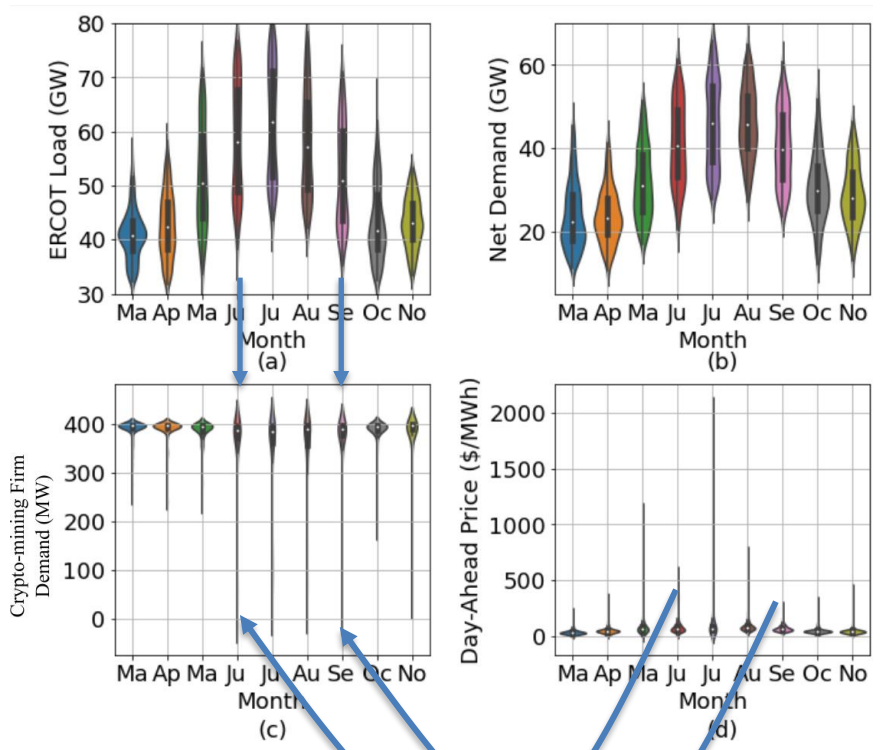 ERCOT Load (GW)
80
70
60
50
40
30
Ma Ap Ma Ju Ju Au Se Oc No
Month
(a)
Net Demand (GW)
60
40
20
Ma Ap Ma Ju Ju Au Se Oc No
Month
(b)
Crypto-mining Firm
Demand (MW)
400
300
200
100
0
Ma Ap Ma Ju Ju Au Se Oc No
Month
(c)
Day-Ahead Price ($/MWh)
2000
1500
1000
500
0
Ma Ap Ma Ju Ju Au Se Oc No
Month
(d)